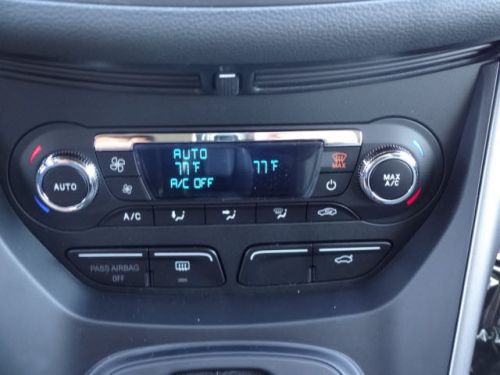 AUTO
77°F 77°F
A/C OFF
MAX
AUTO
MAX
A/C
A/C
PASS AIRBAG
OFF